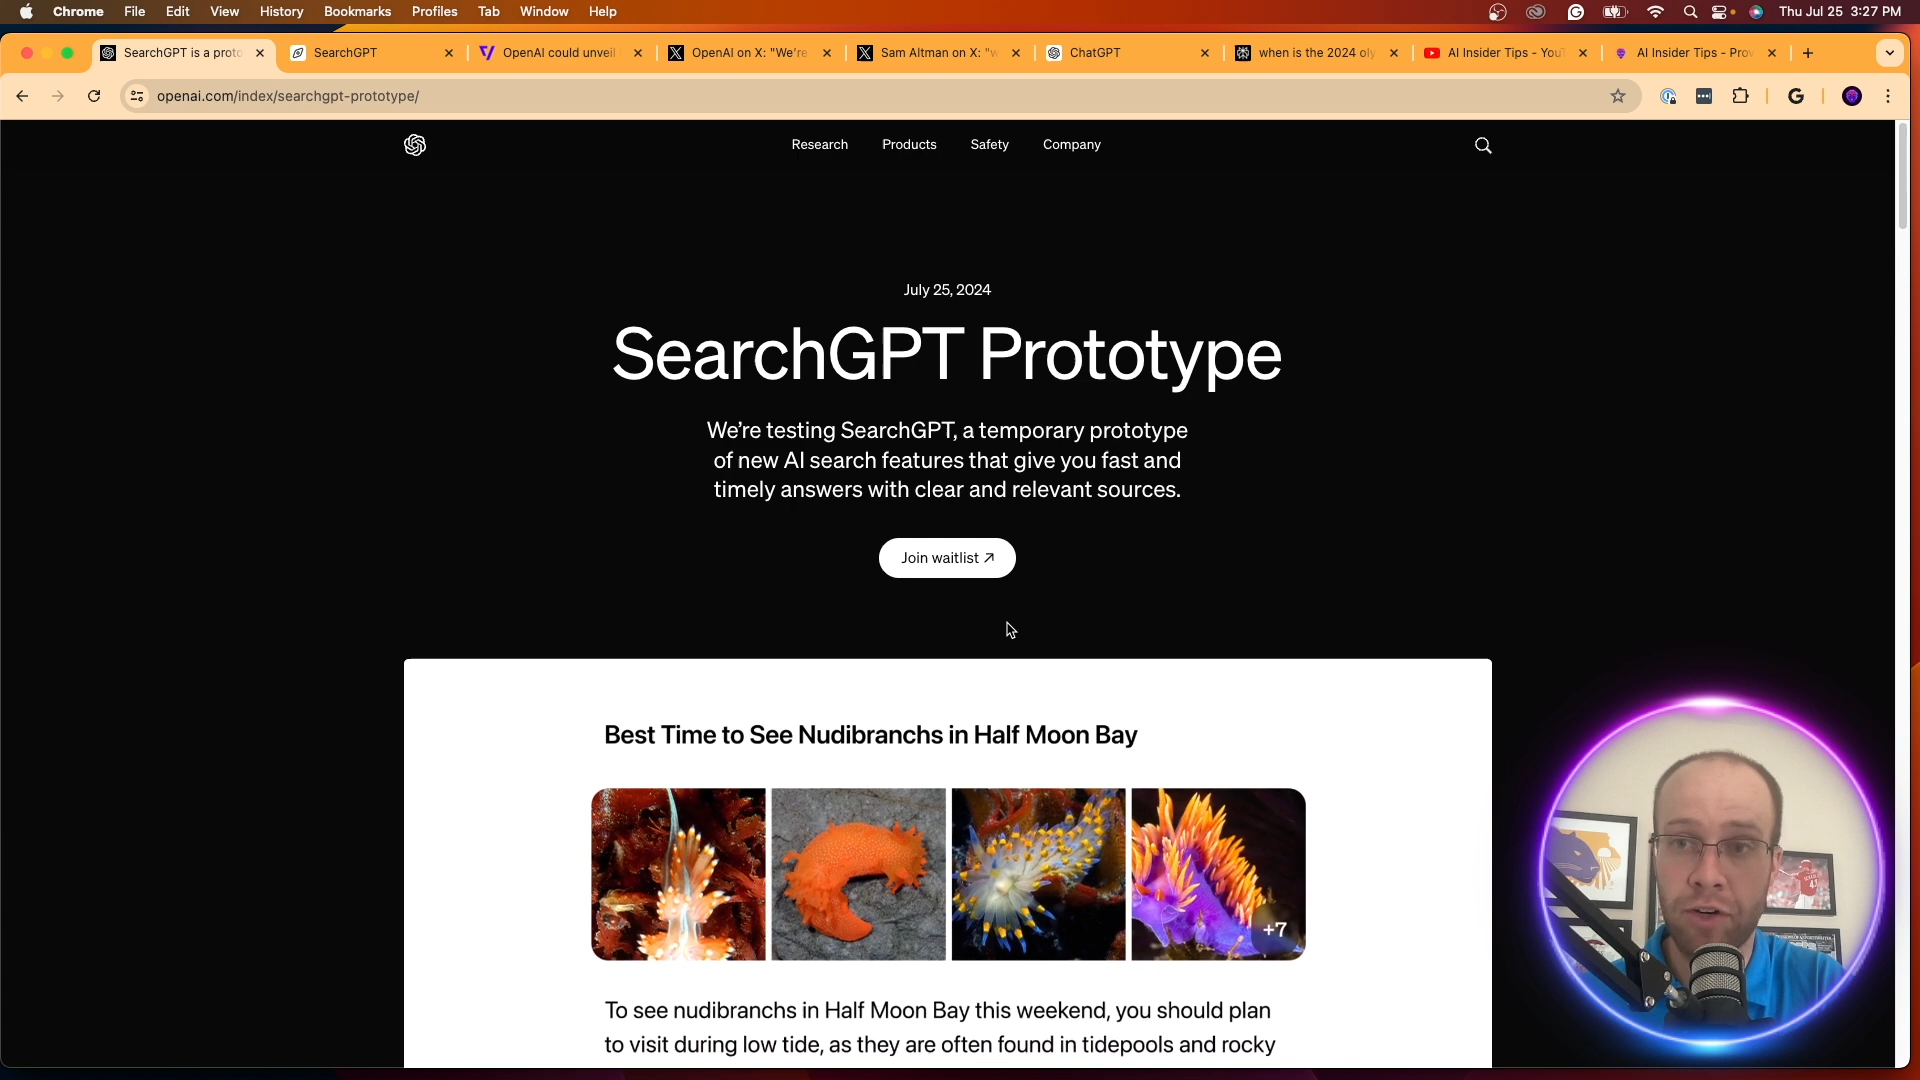 Chrome File Edit View History Bookmarks Profiles Tab Window Help Thu Jul 25 3:27 PM
SearchGPT is a proto SearchGPT OpenAI could unveil OpenAI on X: "We're Sam Altman on X: "w ChatGPT when is the 2024 oly AI Insider Tips - You AI Insider Tips - Prov
openai.com/index/searchgpt-prototype/
Research Products Safety Company
July 25, 2024
SearchGPT Prototype
We're testing SearchGPT, a temporary prototype
of new AI search features that give you fast and
timely answers with clear and relevant sources.
Join waitlist ↗
Best Time to See Nudibranchs in Half Moon Bay
+7
To see nudibranchs in Half Moon Bay this weekend, you should plan
to visit during low tide, as they are often found in tidepools and rocky